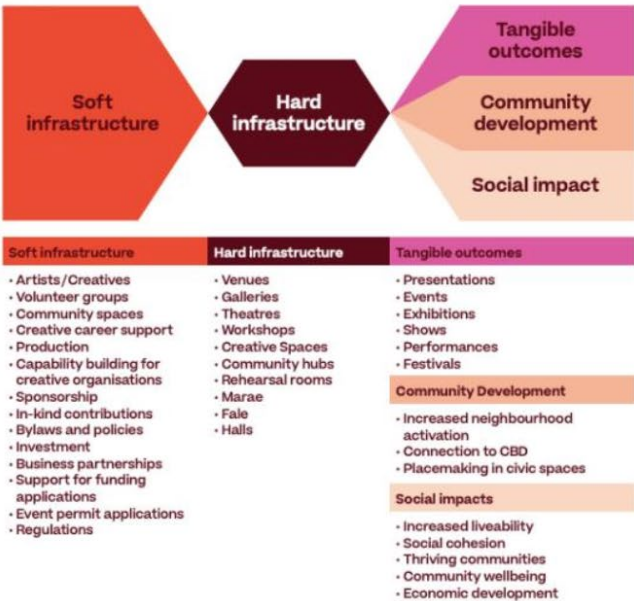 Soft
infrastructure
Hard
infrastructure
Tangible
outcomes
Community
development
Social impact
Soft infrastructure
• Artists/Creatives
• Volunteer groups
• Community spaces
• Creative career support
• Production
• Capability building for
creative organisations
• Sponsorship
• In-kind contributions
• Bylaws and policies
• Investment
• Business partnerships
• Support for funding
applications
• Event permit applications
• Regulations
Hard infrastructure
• Venues
• Galleries
• Theatres
• Workshops
• Creative Spaces
• Community hubs
• Rehearsal rooms
• Marae
• Fale
• Halls
Tangible outcomes
• Presentations
• Events
• Exhibitions
• Shows
• Performances
• Festivals
Community Development
• Increased neighbourhood
activation
• Connection to CBD
• Placemaking in civic spaces
Social impacts
• Increased liveability
• Social cohesion
• Thriving communities
• Community wellbeing
• Economic development